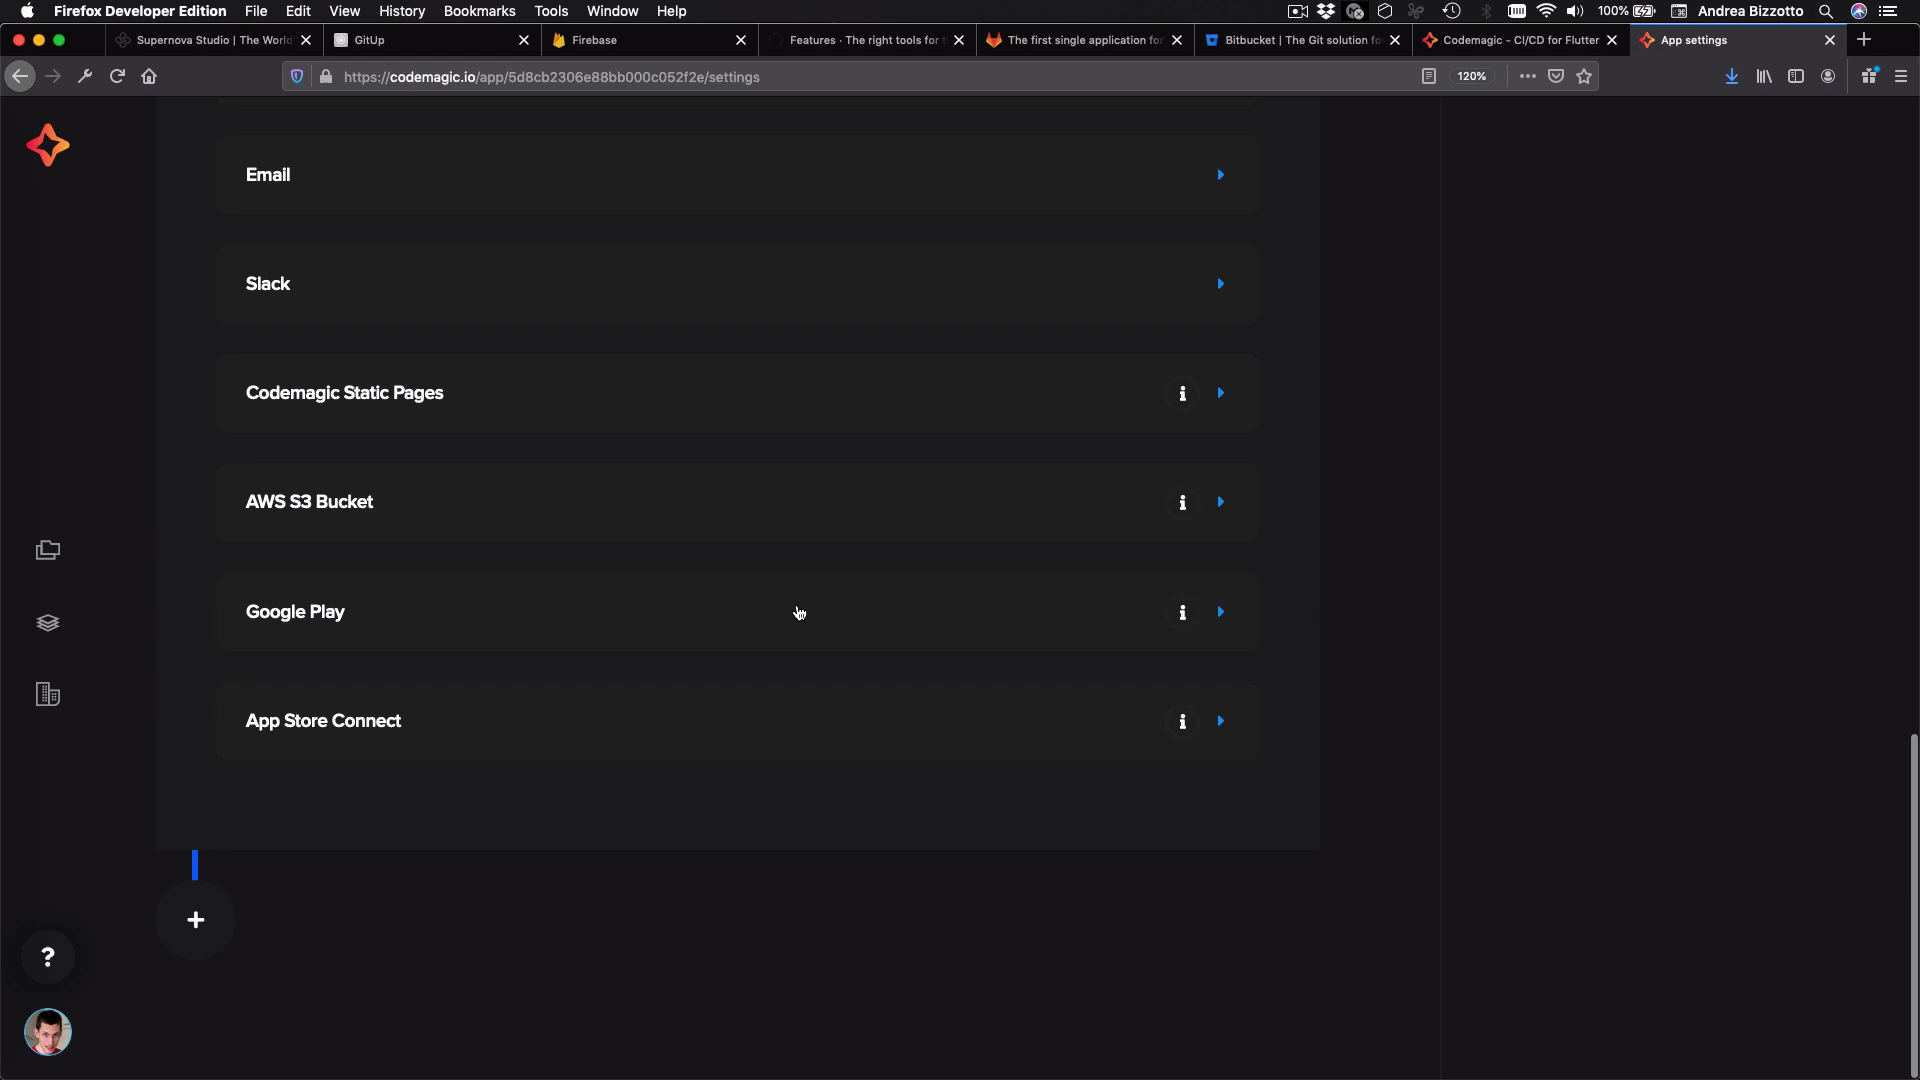 Firefox Developer Edition File Edit View History Bookmarks Tools Window Help 100% Andrea Bizzotto
Supernova Studio | The World GitUp Firebase Features · The right tools for t The first single application for Bitbucket | The Git solution for Codemagic - CI/CD for Flutter App settings
https://codemagic.io/app/5d8cb2306e88bb000c052f2e/settings 120%
Email
Slack
Codemagic Static Pages
AWS S3 Bucket
Google Play
App Store Connect
+
?